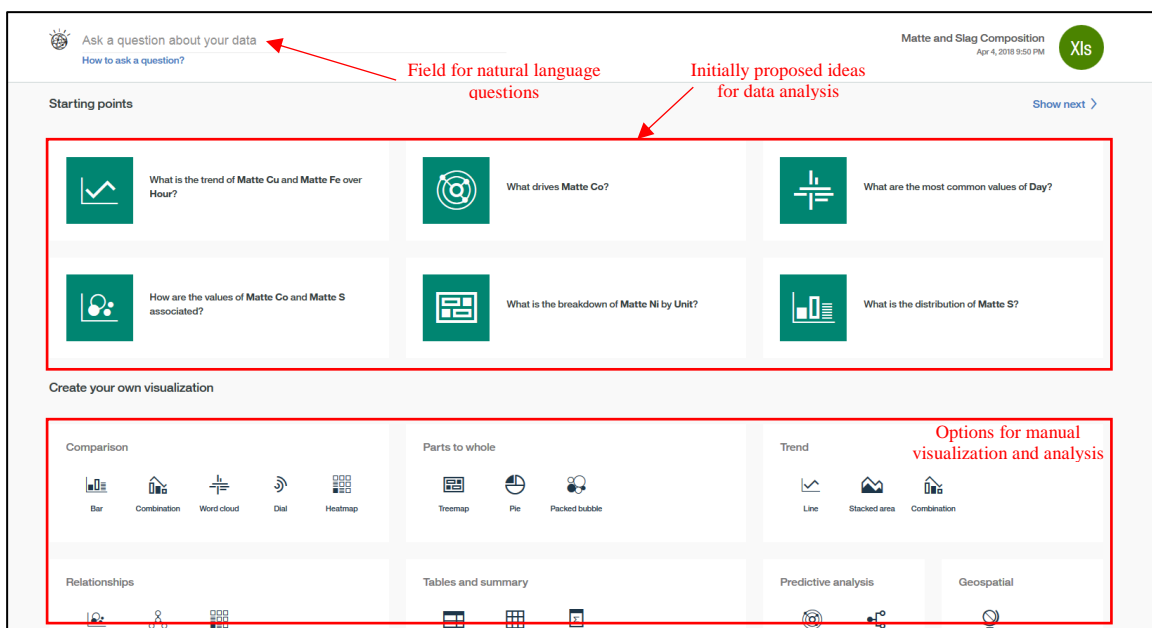 Ask a question about your data
How to ask a question?
Matte and Slag Composition
Apr 4, 2018 9:50 PM
Xls
Field for natural language
questions
Initially proposed ideas
for data analysis
Starting points
Show next
What is the trend of Matte Cu and Matte Fe over
Hour?
What drives Matte Co?
What are the most common values of Day?
How are the values of Matte Co and Matte S
associated?
What is the breakdown of Matte Ni by Unit?
What is the distribution of Matte S?
Create your own visualization
Options for manual
visualization and analysis
Comparison
Bar
Combination
Word cloud
Dial
Heatmap
Parts to whole
Treemap
Pie
Packed bubble
Trend
Line
Stacked area
Combination
Relationships
Tables and summary
Predictive analysis
Geospatial